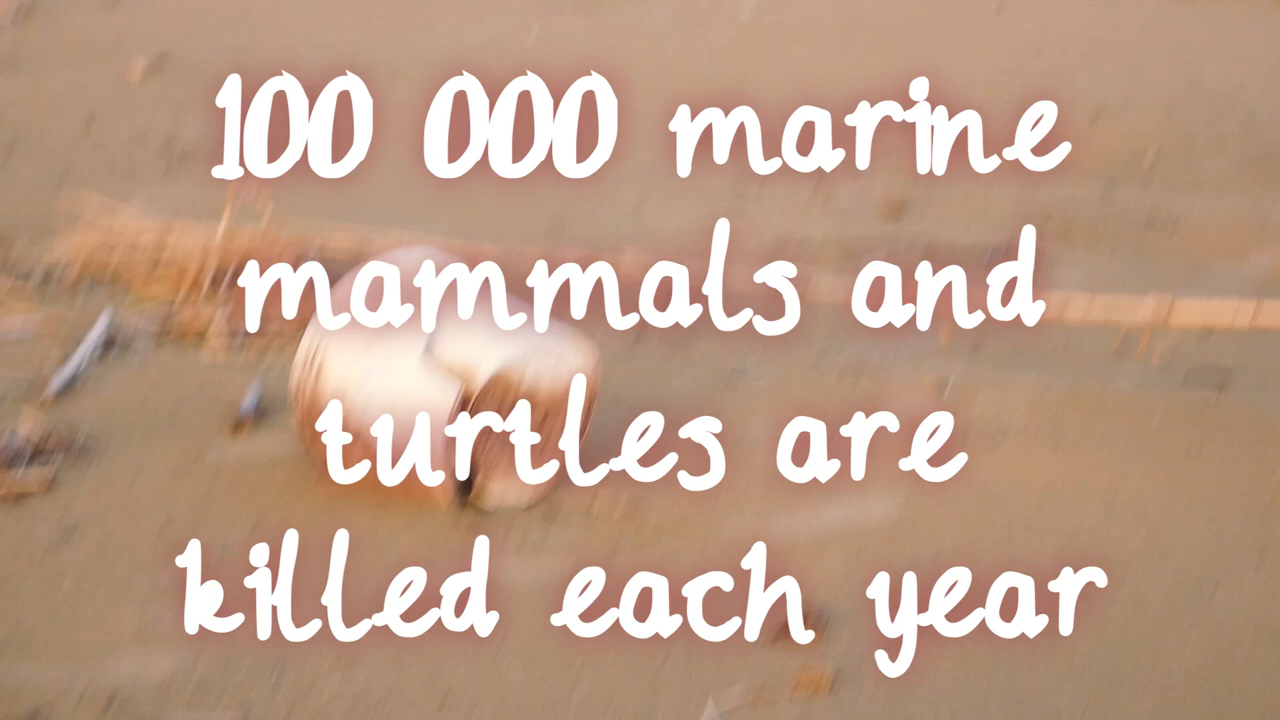 100 000 marine
mammals and
turtles are
killed each year